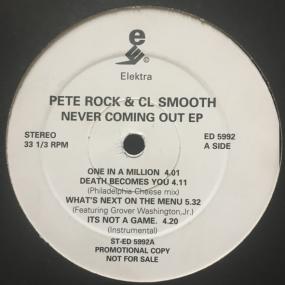 e
Elektra
PETE ROCK & CL SMOOTH
NEVER COMING OUT EP
STEREO
33 1/3 RPM
ED 5992
A SIDE
ONE IN A MILLION 4.01
DEATH BECOMES YOU 4.11
(Philadelphia Cheese mix)
WHAT'S NEXT ON THE MENU 5.32
(Featuring Grover Washington,Jr.)
ITS NOT A GAME. 4.20
(Instrumental)
ST-ED 5992A
PROMOTIONAL COPY
NOT FOR SALE